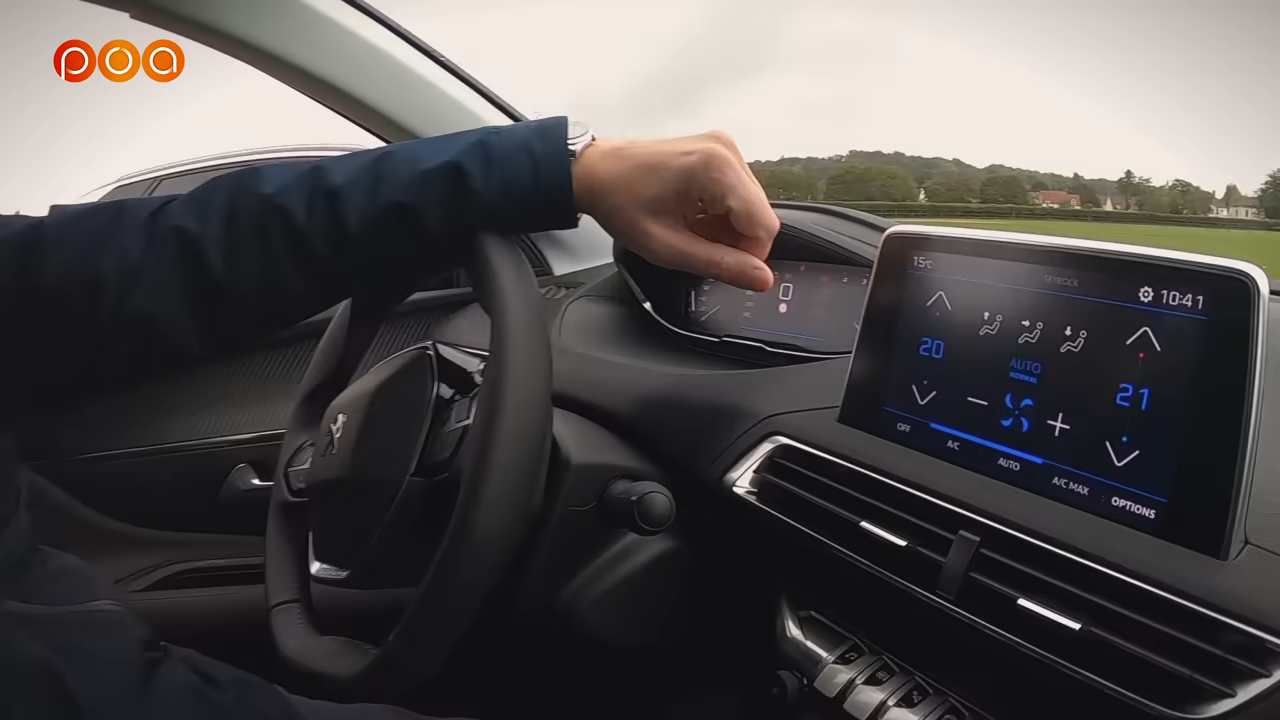 poa
15°C
10:41
20
AUTO
NORMAL
21
OFF
A/C
AUTO
A/C MAX
OPTIONS
0